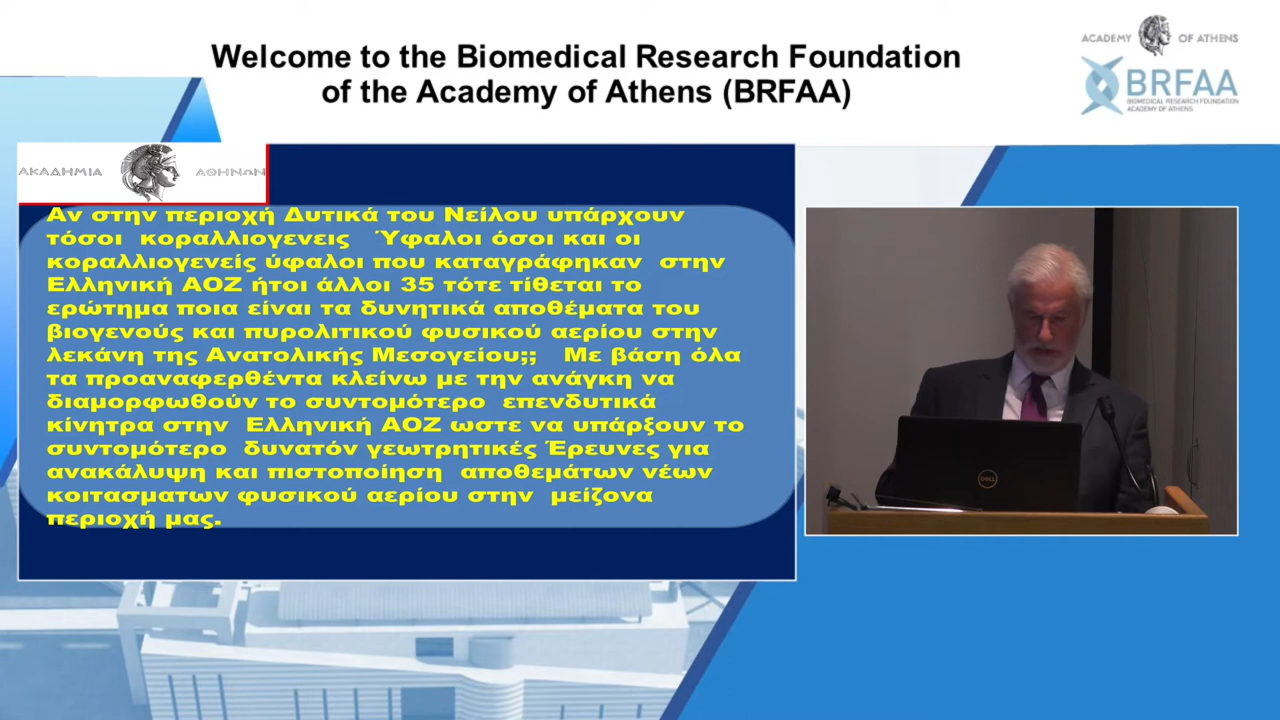 Welcome to the Biomedical Research Foundation
of the Academy of Athens (BRFAA)
ACADEMY OF ATHENS
BRFAA
BIOMEDICAL RESEARCH FOUNDATION
ACADEMY OF ATHENS
ΑΚΑΔΗΜΙΑ ΑΘΗΝΩΝ
Αν στην περιοχή Δυτικά του Νείλου υπάρχουν
τόσοι κοραλλιογενεις Ύφαλοι όσοι και οι
κοραλλιογενείς ύφαλοι που καταγράφηκαν στην
Ελληνική ΑΟΖ ήτοι άλλοι 35 τότε τίθεται το
ερώτημα ποια είναι τα δυνητικά αποθέματα του
βιογενούς και πυρολιτικού φυσικού αερίου στην
λεκάνη της Ανατολικής Μεσογείου;; Με βάση όλα
τα προαναφερθέντα κλείνω με την ανάγκη να
διαμορφωθούν το συντομότερο επενδυτικά
κίνητρα στην Ελληνική ΑΟΖ ωστε να υπάρξουν το
συντομότερο δυνατόν γεωτρητικές Έρευνες για
ανακάλυψη και πιστοποίηση αποθεμάτων νέων
κοιτασματων φυσικού αερίου στην μείζονα
περιοχή μας.
DELL